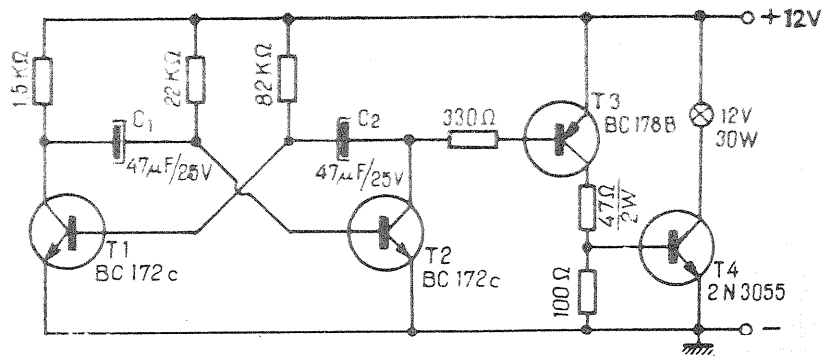 + 12V
1,5KΩ
22KΩ
82KΩ
C1
47µF/25V
C2
47µF/25V
330Ω
T3
BC178B
12V
30W
47Ω
2W
T1
BC172c
T2
BC172c
100Ω
T4
2N3055
−